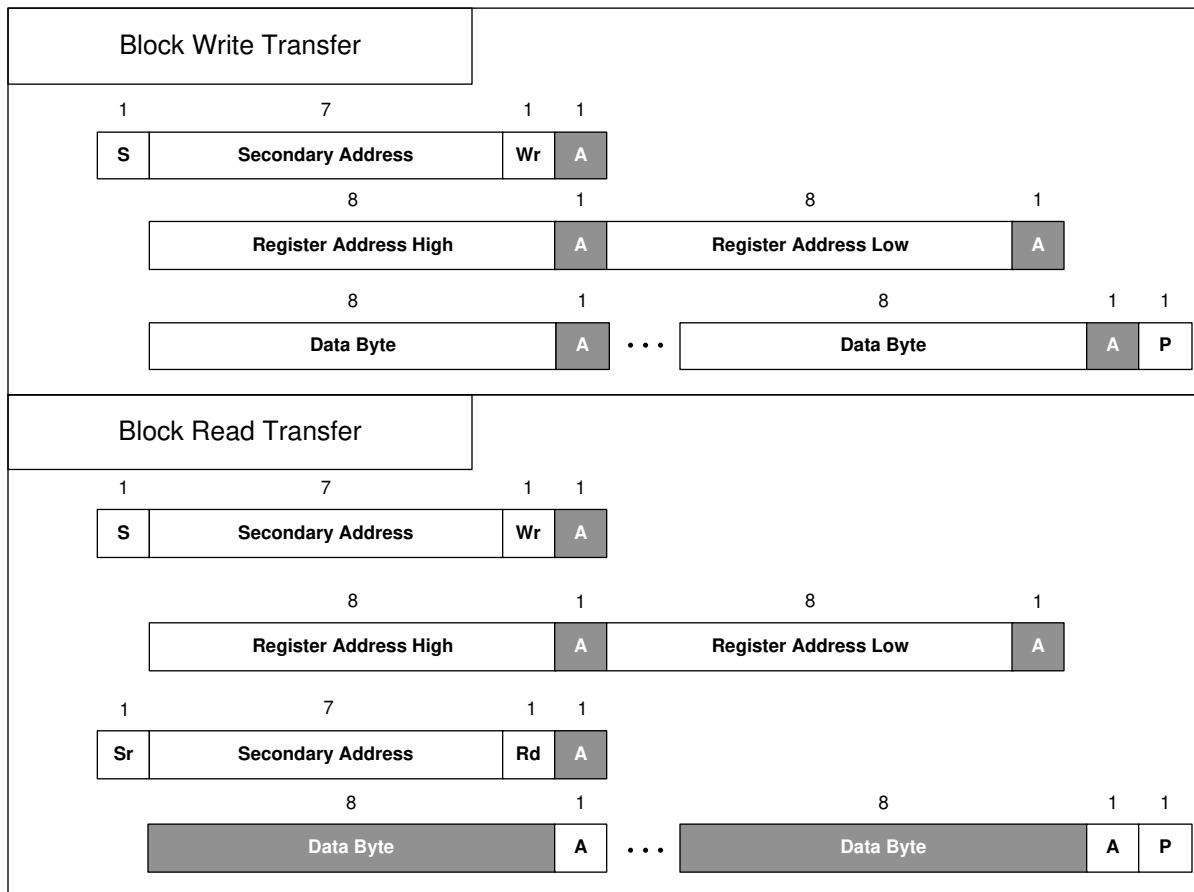 Block Write Transfer
1 7 1 1
S Secondary Address Wr A
8 1 8 1
Register Address High A Register Address Low A
8 1 8 1 1
Data Byte A • • • Data Byte A P
Block Read Transfer
1 7 1 1
S Secondary Address Wr A
8 1 8 1
Register Address High A Register Address Low A
1 7 1 1
Sr Secondary Address Rd A
8 1 8 1 1
Data Byte A • • • Data Byte A P